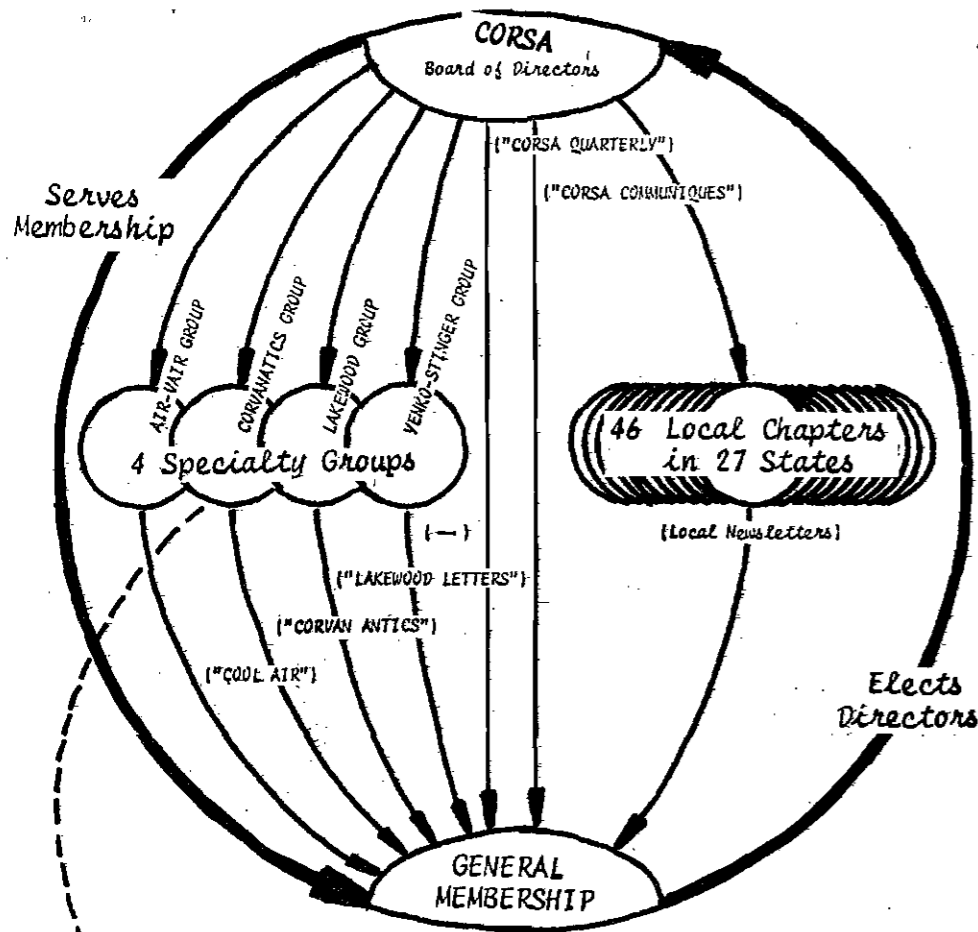 CORSA
Board of Directors
{"CORSA QUARTERLY"}
{"CORSA COMMUNIQUES"}
Serves
Membership
AIR-VAIR GROUP
CORVANATICS GROUP
LAKEWOOD GROUP
YENKO-STINGER GROUP
4 Specialty Groups
46 Local Chapters
in 27 States
{—}
{Local Newsletters}
{"LAKEWOOD LETTERS"}
{"CORVAN ANTICS"}
{"COOL AIR"}
Elects
Directors
GENERAL
MEMBERSHIP